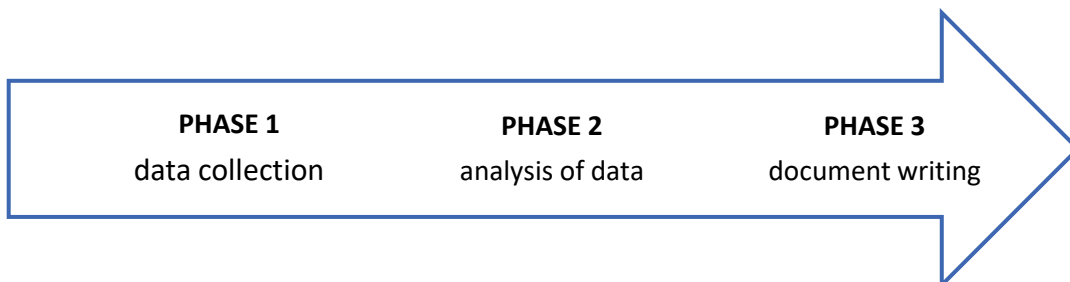 PHASE 1
data collection
PHASE 2
analysis of data
PHASE 3
document writing